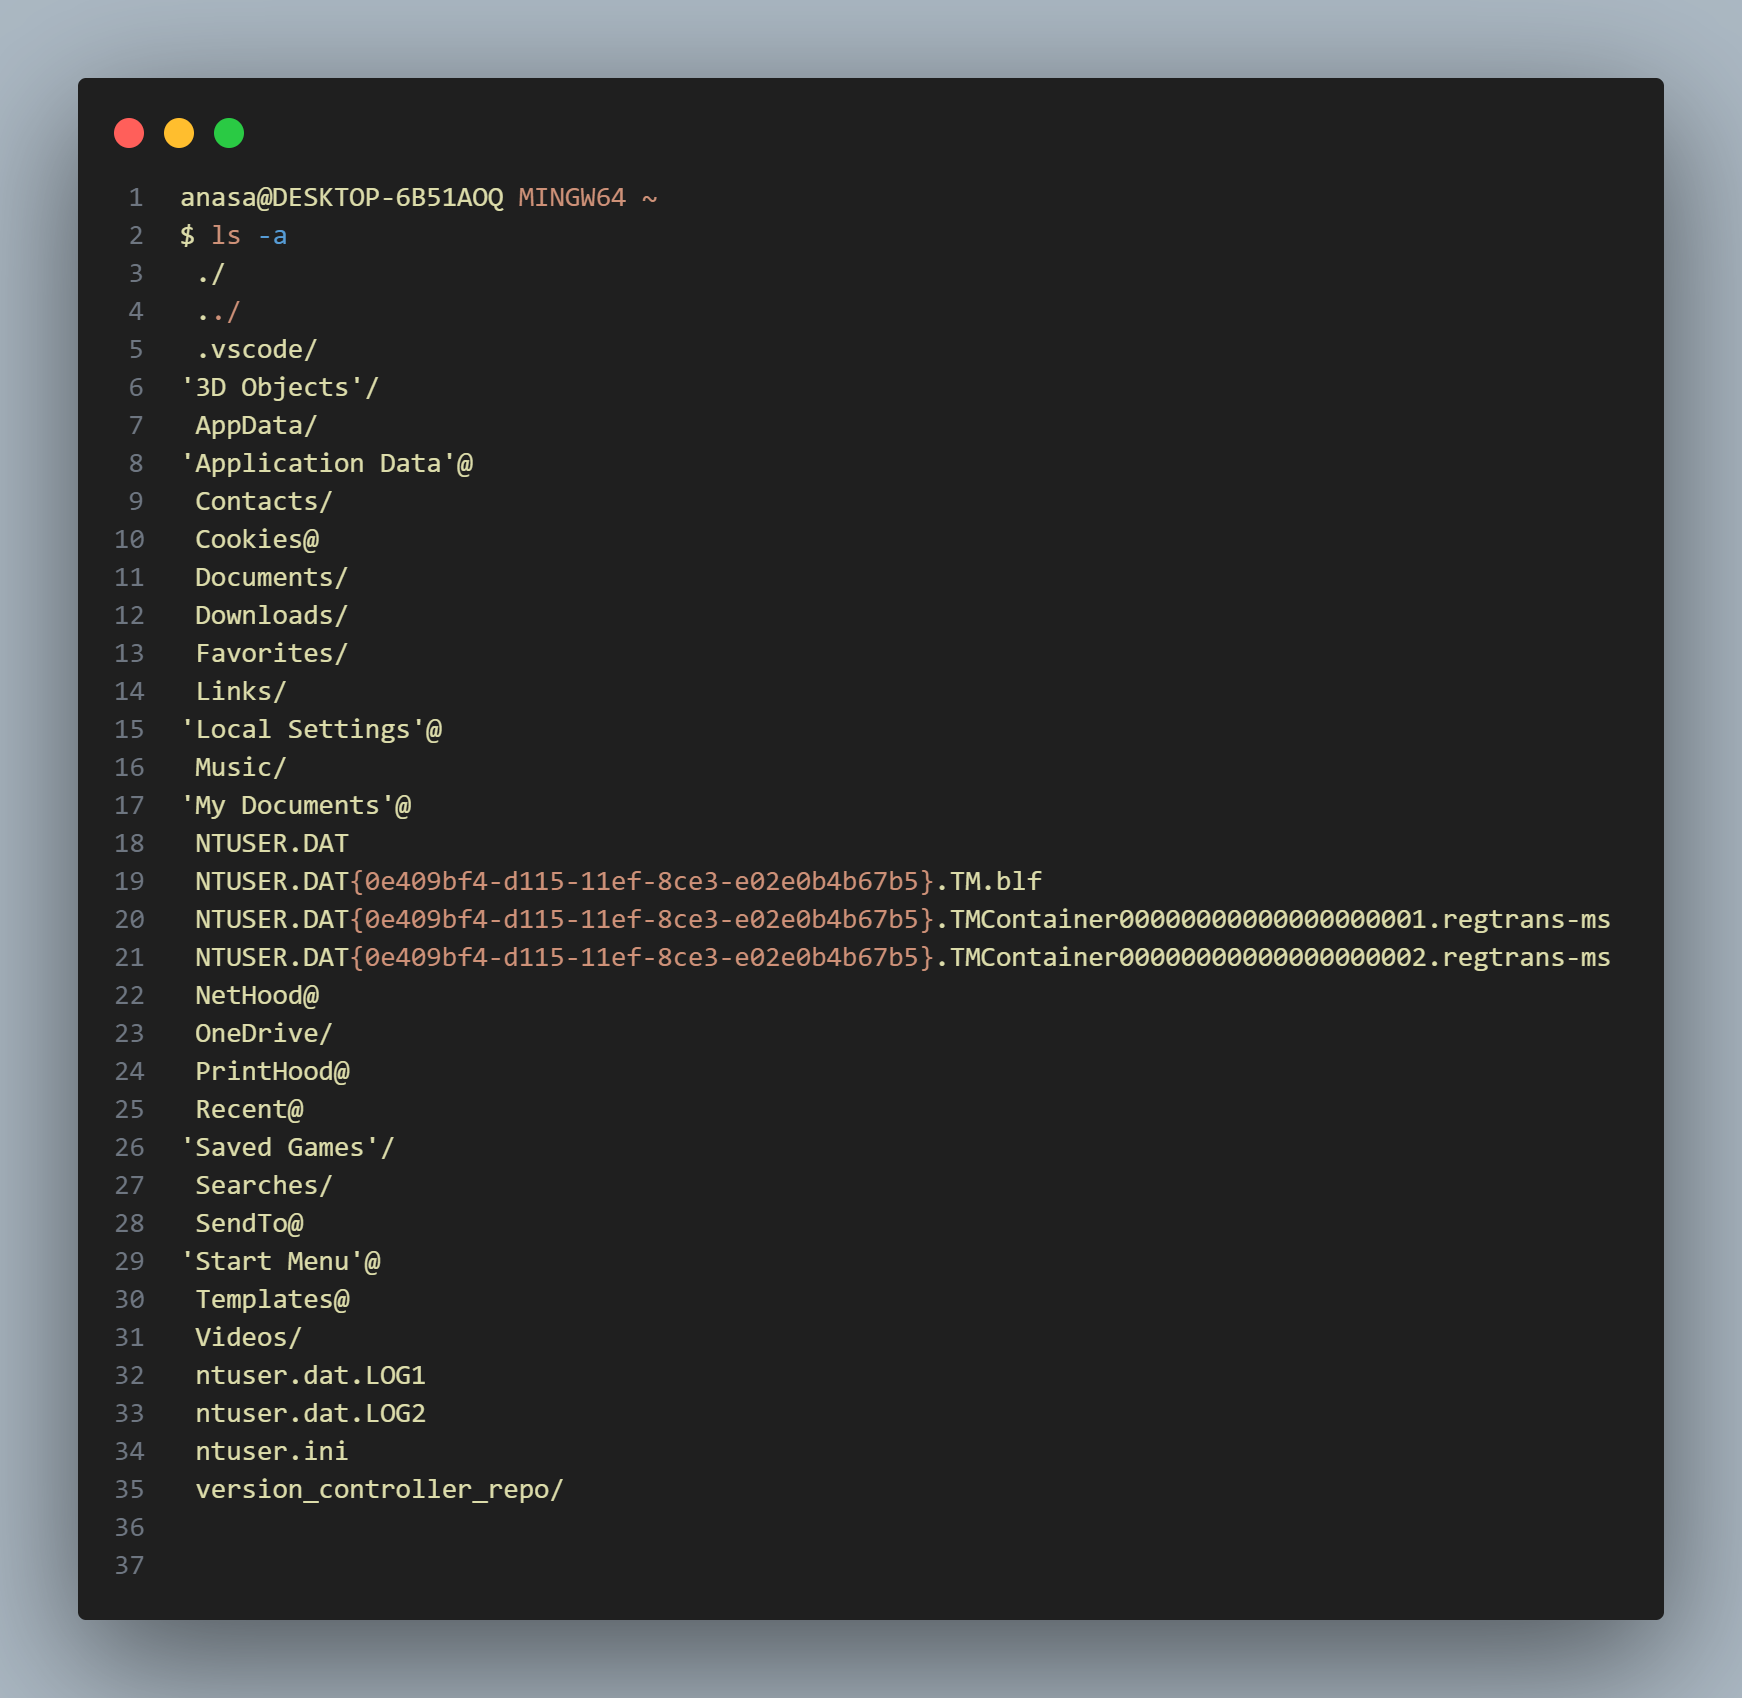 1 anasa@DESKTOP-6B51AOQ MINGW64 ~
2 $ ls -a
3 ./
4 ../
5 .vscode/
6 '3D Objects'/
7 AppData/
8 'Application Data'@
9 Contacts/
10 Cookies@
11 Documents/
12 Downloads/
13 Favorites/
14 Links/
15 'Local Settings'@
16 Music/
17 'My Documents'@
18 NTUSER.DAT
19 NTUSER.DAT{0e409bf4-d115-11ef-8ce3-e02e0b4b67b5}.TM.blf
20 NTUSER.DAT{0e409bf4-d115-11ef-8ce3-e02e0b4b67b5}.TMContainer00000000000000000001.regtrans-ms
21 NTUSER.DAT{0e409bf4-d115-11ef-8ce3-e02e0b4b67b5}.TMContainer00000000000000000002.regtrans-ms
22 NetHood@
23 OneDrive/
24 PrintHood@
25 Recent@
26 'Saved Games'/
27 Searches/
28 SendTo@
29 'Start Menu'@
30 Templates@
31 Videos/
32 ntuser.dat.LOG1
33 ntuser.dat.LOG2
34 ntuser.ini
35 version_controller_repo/
36
37